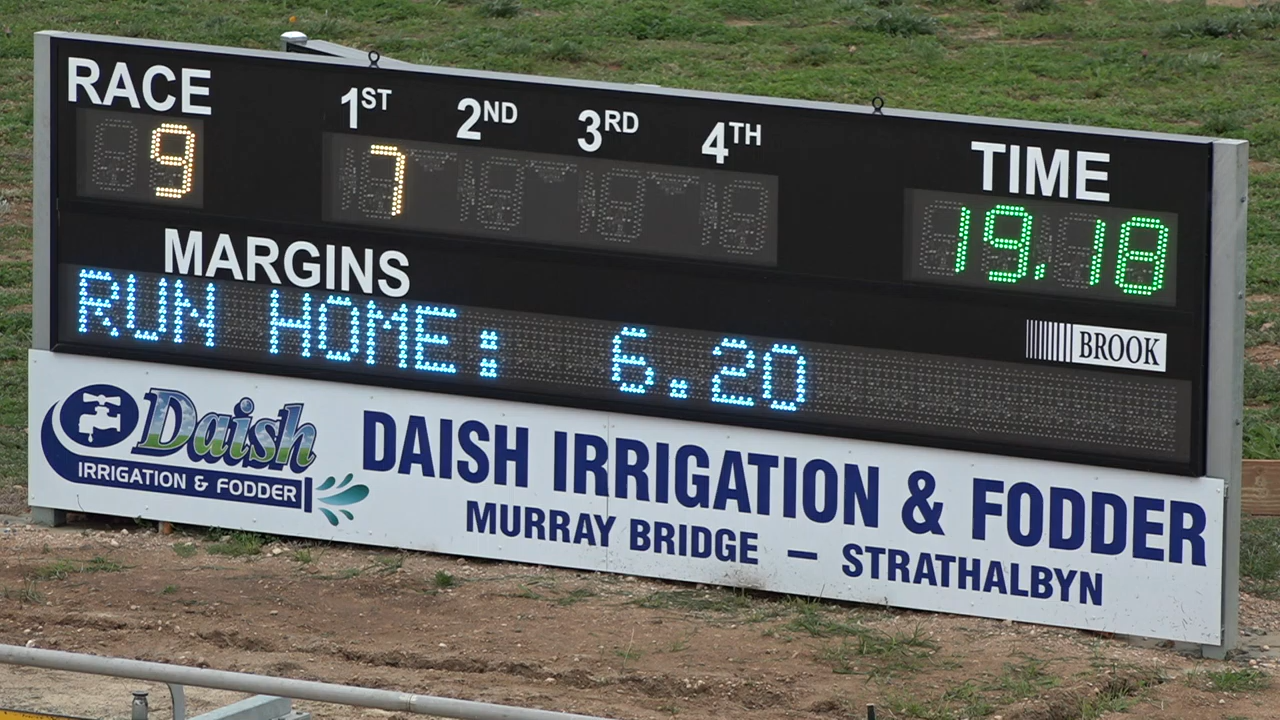 RACE 1ST 2ND 3RD 4TH TIME
9 7 19.18
MARGINS
RUN HOME: 6.20
BROOK
Daish
IRRIGATION & FODDER
DAISH IRRIGATION & FODDER
MURRAY BRIDGE – STRATHALBYN